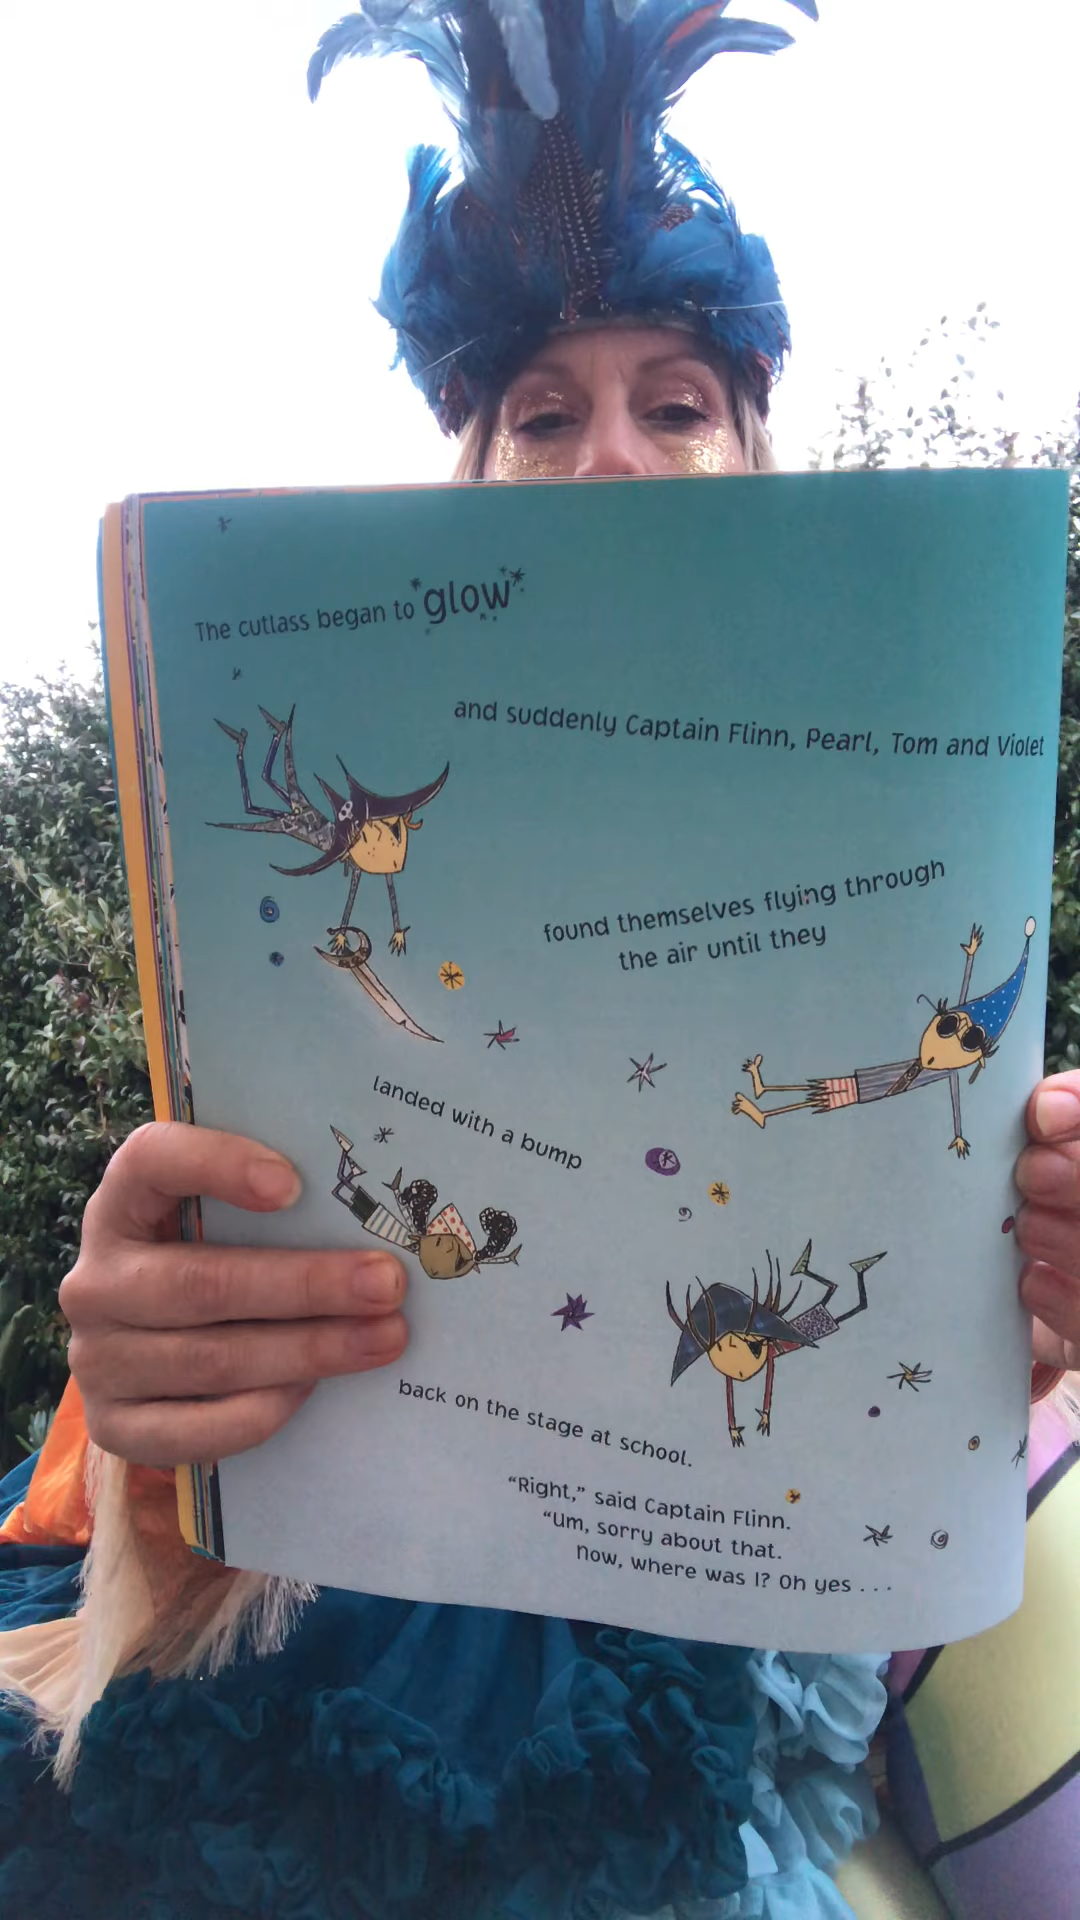 The cutlass began to glow
and suddenly Captain Flinn, Pearl, Tom and Violet
found themselves flying through
the air until they
landed with a bump
back on the stage at school.
“Right,” said Captain Flinn.
“Um, sorry about that.
Now, where was I? Oh yes . . .